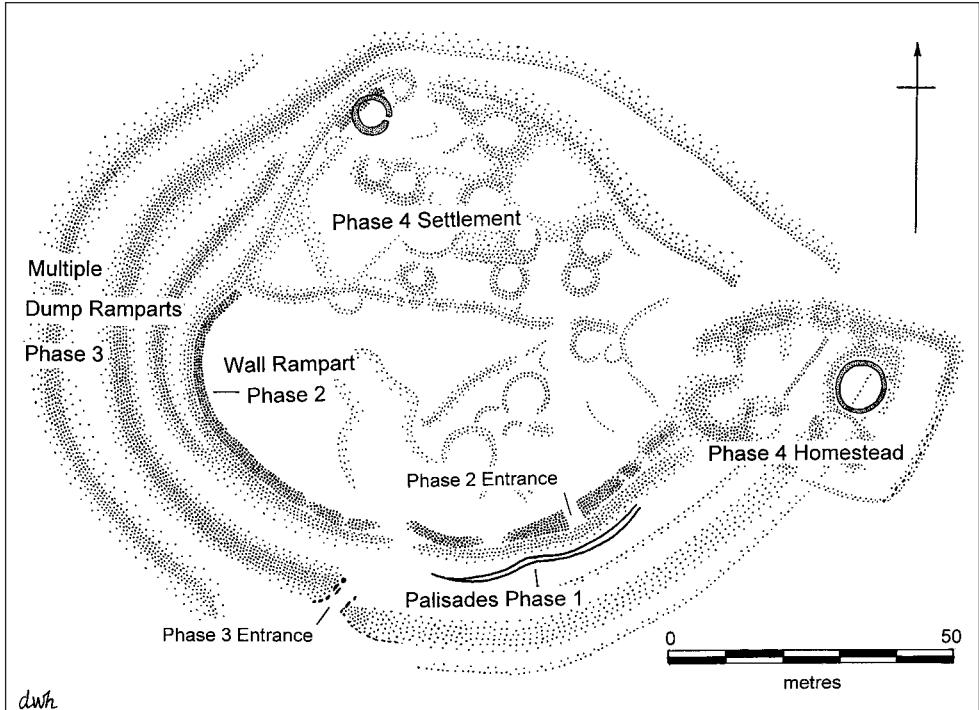 Phase 4 Settlement
Multiple
Dump Ramparts
Phase 3
Wall Rampart
Phase 2
Phase 4 Homestead
Phase 2 Entrance
Palisades Phase 1
Phase 3 Entrance
0 50
metres
dwh